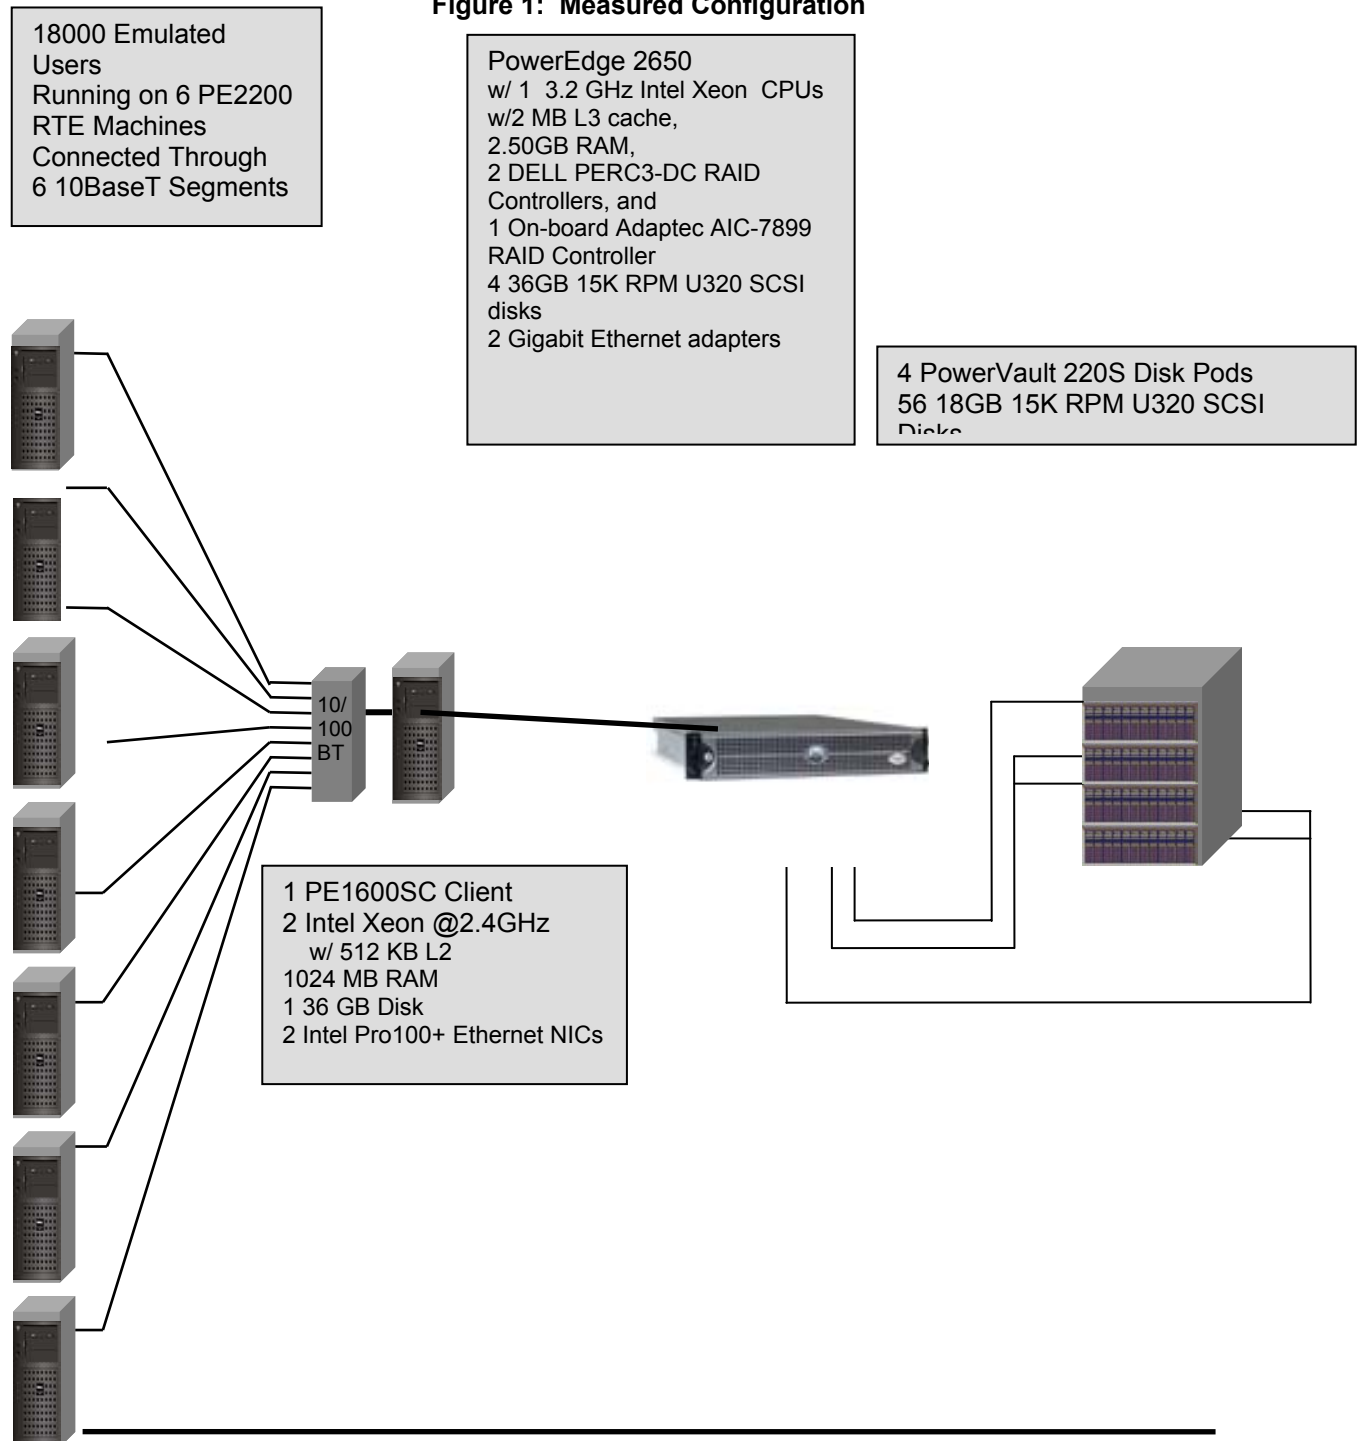 Figure 1: Measured Configuration
18000 Emulated
Users
Running on 6 PE2200
RTE Machines
Connected Through
6 10BaseT Segments
PowerEdge 2650
w/ 1 3.2 GHz Intel Xeon CPUs
w/2 MB L3 cache,
2.50GB RAM,
2 DELL PERC3-DC RAID
Controllers, and
1 On-board Adaptec AIC-7899
RAID Controller
4 36GB 15K RPM U320 SCSI
disks
2 Gigabit Ethernet adapters
4 PowerVault 220S Disk Pods
56 18GB 15K RPM U320 SCSI
Disks
10/
100
BT
1 PE1600SC Client
2 Intel Xeon @2.4GHz
w/ 512 KB L2
1024 MB RAM
1 36 GB Disk
2 Intel Pro100+ Ethernet NICs